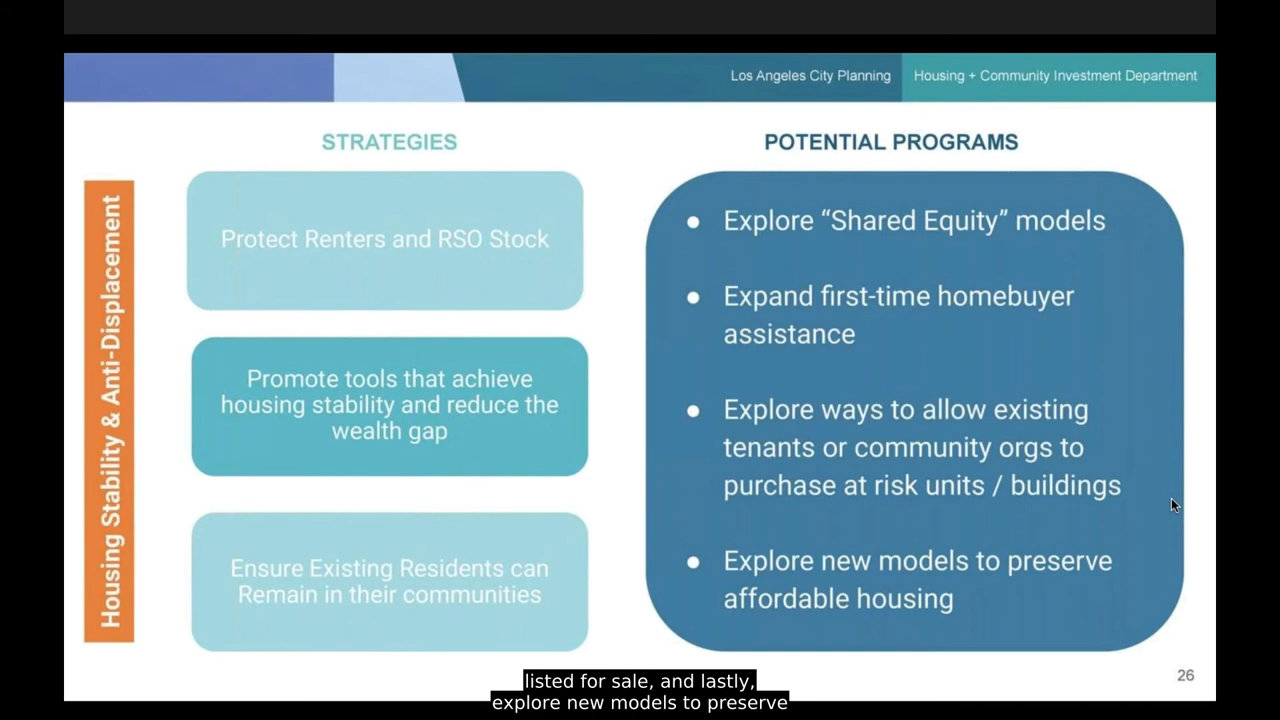 Los Angeles City Planning
Housing + Community Investment Department
STRATEGIES
POTENTIAL PROGRAMS
Housing Stability & Anti-Displacement
Protect Renters and RSO Stock
Promote tools that achieve
housing stability and reduce the
wealth gap
Ensure Existing Residents can
Remain in their communities
● Explore “Shared Equity” models
● Expand first-time homebuyer
assistance
● Explore ways to allow existing
tenants or community orgs to
purchase at risk units / buildings
● Explore new models to preserve
affordable housing
26
listed for sale, and lastly,
explore new models to preserve